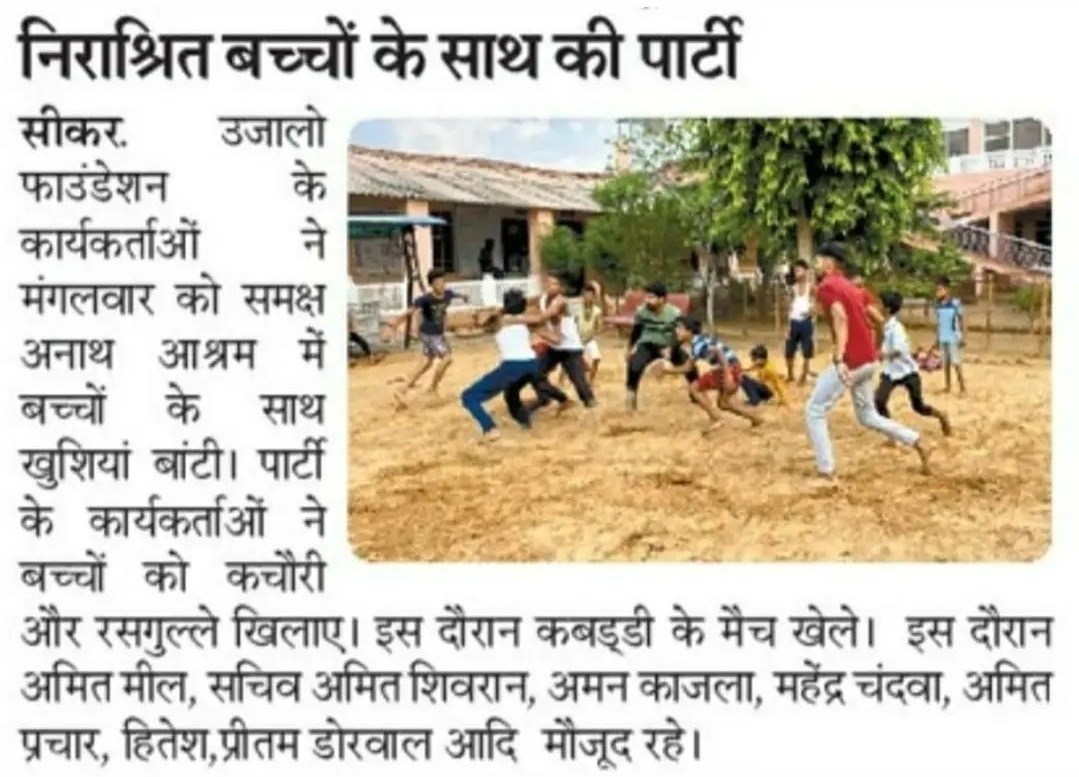 निराश्रित बच्चों के साथ की पार्टी
सीकर. उजालो
फाउंडेशन के
कार्यकर्ताओं ने
मंगलवार को समक्ष
अनाथ आश्रम में
बच्चों के साथ
खुशियां बांटी। पार्टी
के कार्यकर्ताओं ने
बच्चों को कचौरी
और रसगुल्ले खिलाए। इस दौरान कबड्डी के मैच खेले। इस दौरान
अमित मील, सचिव अमित शिवरान, अमन काजला, महेंद्र चंदवा, अमित
प्रचार, हितेश,प्रीतम डोरवाल आदि मौजूद रहे।